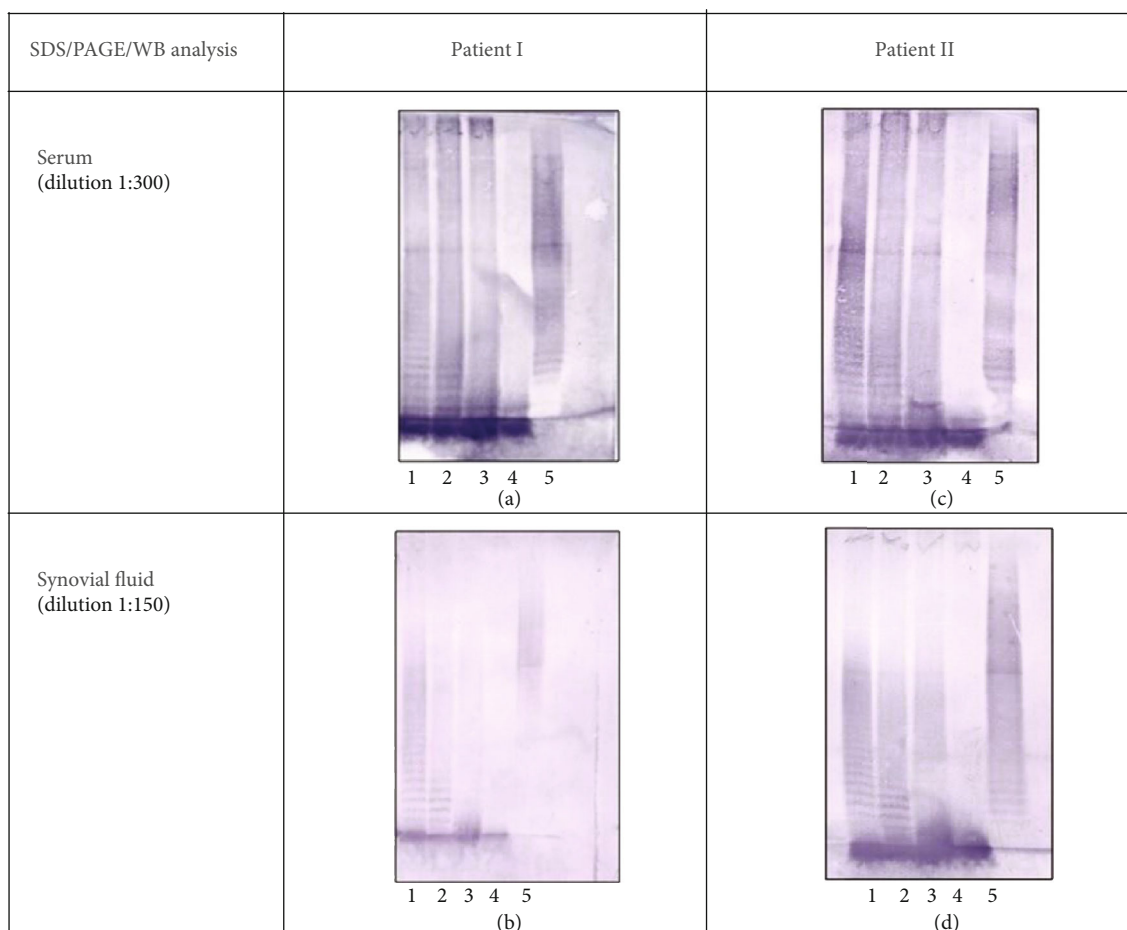 SDS/PAGE/WB analysis
Patient I
Patient II
Serum
(dilution 1:300)
1 2 3 4 5
(a)
1 2 3 4 5
(c)
Synovial fluid
(dilution 1:150)
1 2 3 4 5
(b)
1 2 3 4 5
(d)